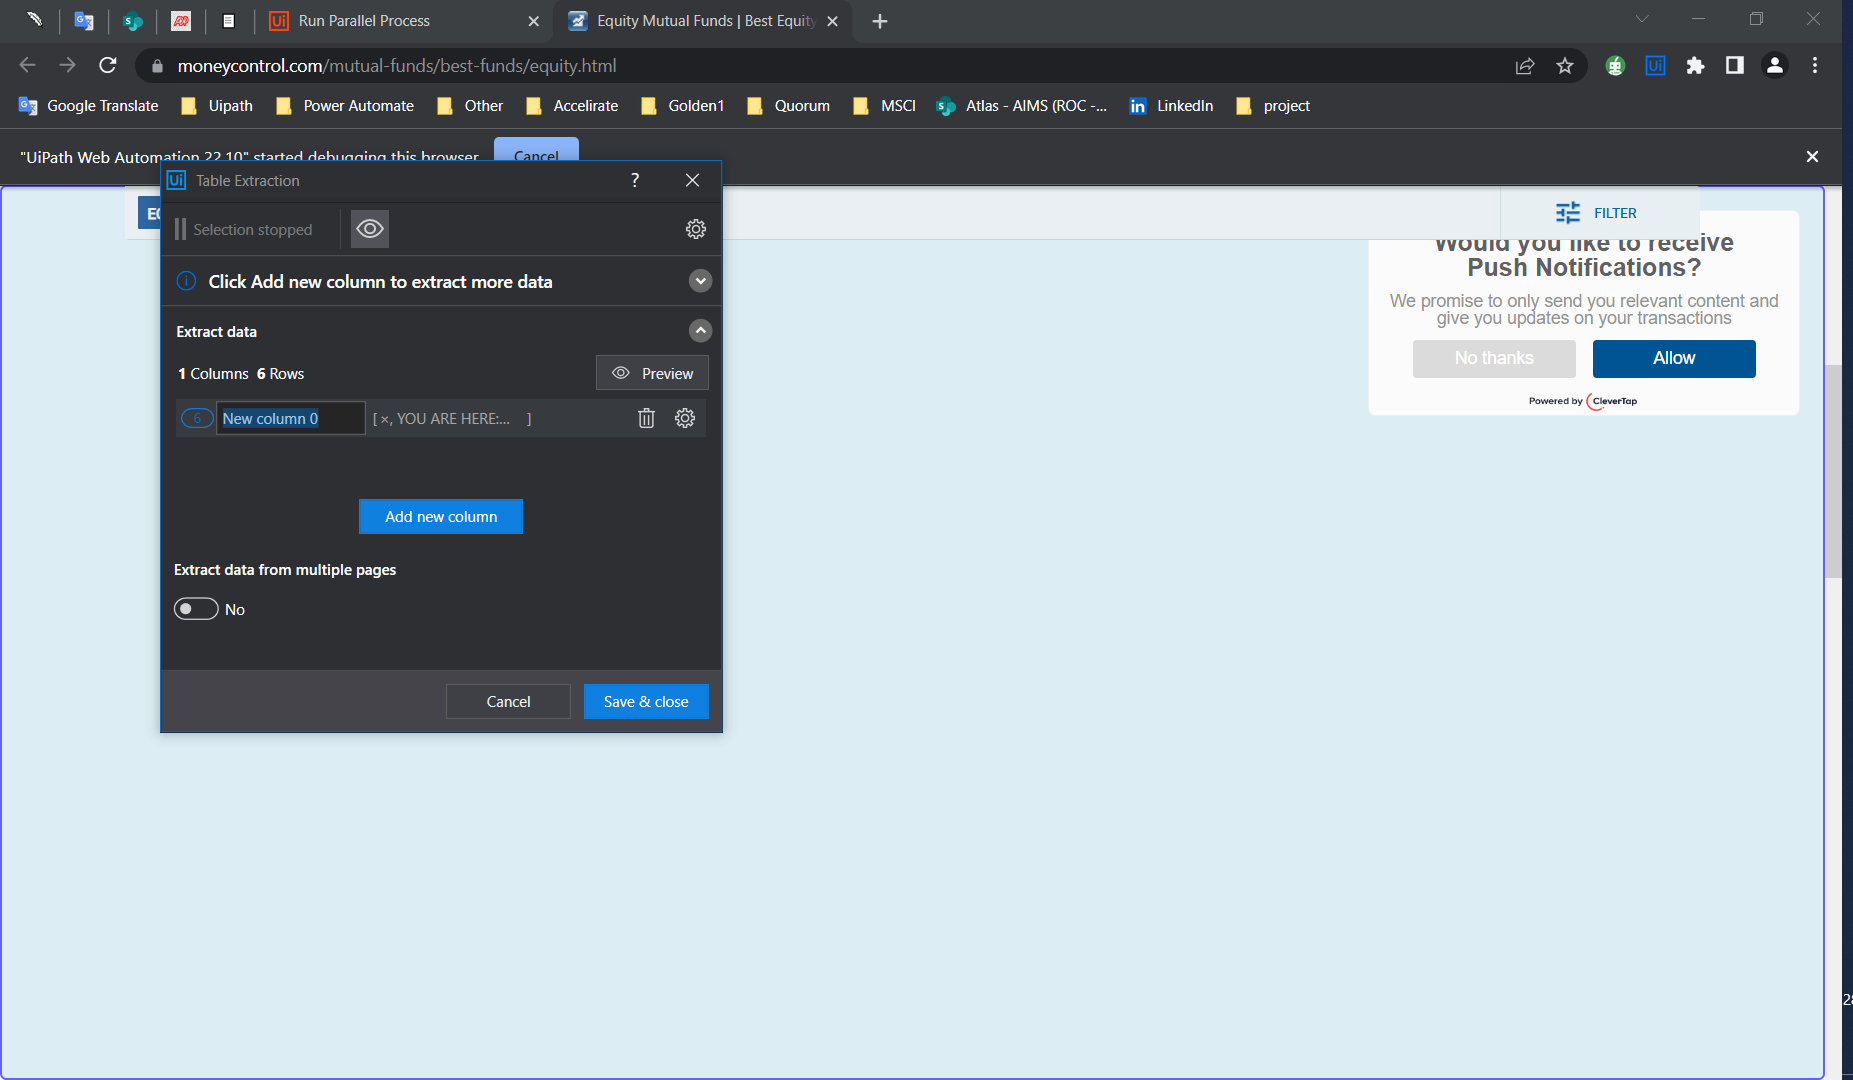 Run Parallel Process
Equity Mutual Funds | Best Equity
moneycontrol.com/mutual-funds/best-funds/equity.html
Google Translate
Uipath
Power Automate
Other
Accelirate
Golden1
Quorum
MSCI
Atlas - AIMS (ROC -...
LinkedIn
project
"UiPath Web Automation 22.10" started debugging this browser
Cancel
Ui Table Extraction ?
Selection stopped
Click Add new column to extract more data
Extract data
1 Columns 6 Rows
Preview
6 New column 0 [ ×, YOU ARE HERE:... ]
Add new column
Extract data from multiple pages
No
Cancel
Save & close
FILTER
Would you like to receive
Push Notifications?
We promise to only send you relevant content and
give you updates on your transactions
No thanks
Allow
Powered by CleverTap